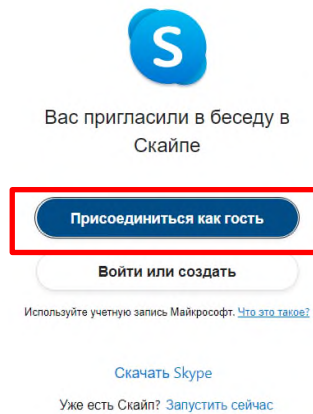 S
Вас пригласили в беседу в
Скайпе
Присоединиться как гость
Войти или создать
Используйте учетную запись Майкрософт. Что это такое?
Скачать Skype
Уже есть Скайп? Запустить сейчас